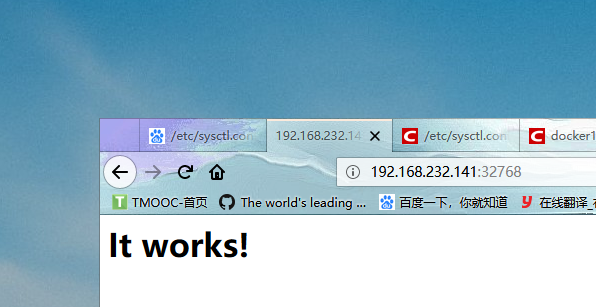 /etc/sysctl.con
192.168.232.14
/etc/sysctl.con
docker1
192.168.232.141:32768
TMOOC-首页
The world's leading ...
百度一下，你就知道
在线翻译_
It works!